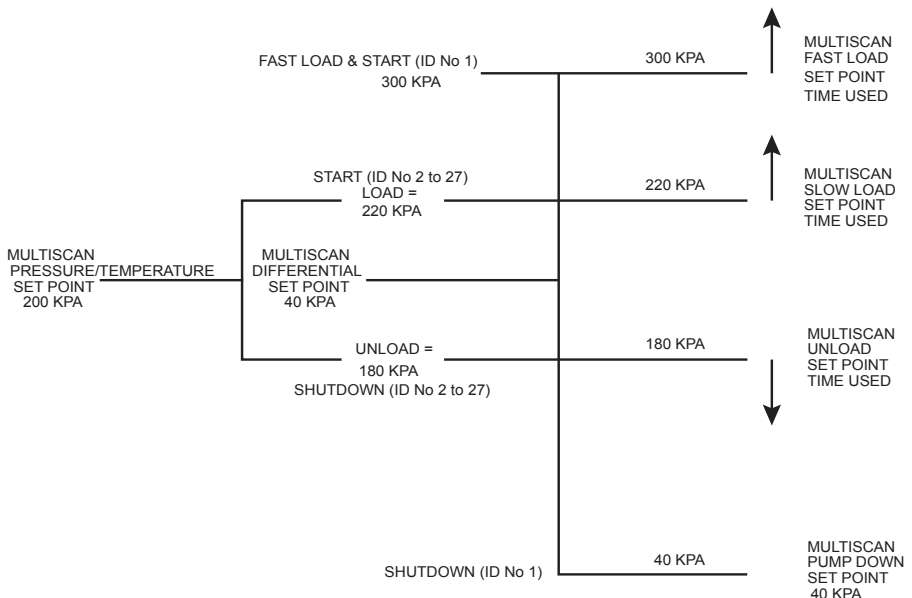 FAST LOAD & START (ID No 1)
300 KPA
300 KPA
MULTISCAN
FAST LOAD
SET POINT
TIME USED
START (ID No 2 to 27)
LOAD =
220 KPA
220 KPA
MULTISCAN
SLOW LOAD
SET POINT
TIME USED
MULTISCAN
PRESSURE/TEMPERATURE
SET POINT
200 KPA
MULTISCAN
DIFFERENTIAL
SET POINT
40 KPA
UNLOAD =
180 KPA
SHUTDOWN (ID No 2 to 27)
180 KPA
MULTISCAN
UNLOAD
SET POINT
TIME USED
SHUTDOWN (ID No 1)
40 KPA
MULTISCAN
PUMP DOWN
SET POINT
40 KPA